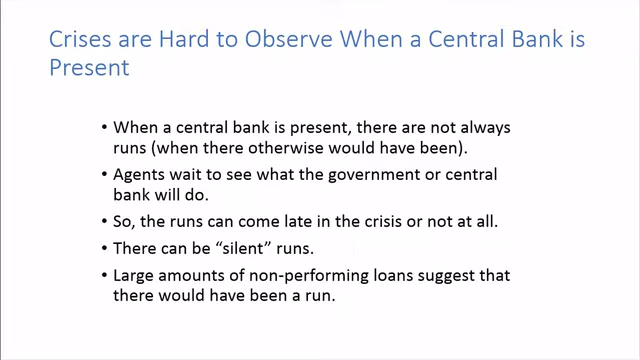 Crises are Hard to Observe When a Central Bank is
Present
• When a central bank is present, there are not always
runs (when there otherwise would have been).
• Agents wait to see what the government or central
bank will do.
• So, the runs can come late in the crisis or not at all.
• There can be “silent” runs.
• Large amounts of non-performing loans suggest that
there would have been a run.